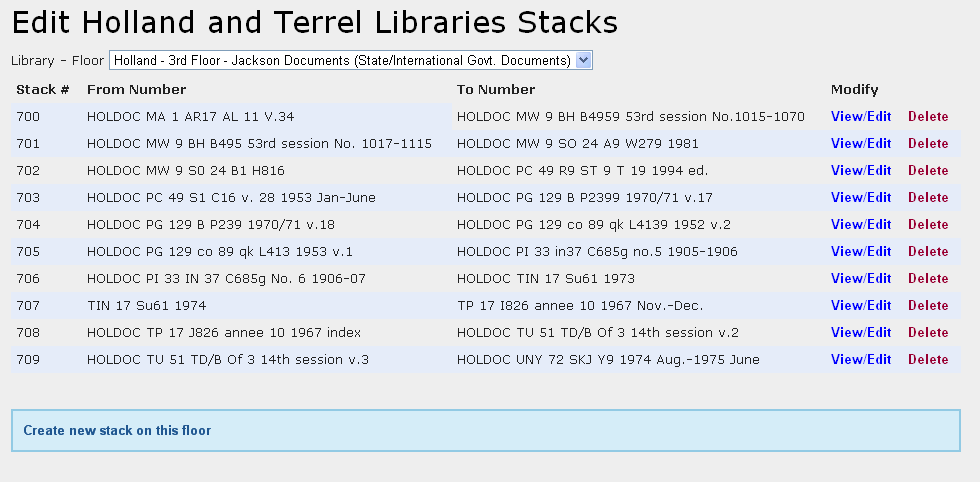 Edit Holland and Terrel Libraries Stacks
Library - Floor Holland - 3rd Floor - Jackson Documents (State/International Govt. Documents)
Stack # From Number To Number Modify
700 HOLDOC MA 1 AR17 AL 11 V.34 HOLDOC MW 9 BH B4959 53rd session No.1015-1070 View/Edit Delete
701 HOLDOC MW 9 BH B495 53rd session No. 1017-1115 HOLDOC MW 9 SO 24 A9 W279 1981 View/Edit Delete
702 HOLDOC MW 9 S0 24 B1 H816 HOLDOC PC 49 R9 ST 9 T 19 1994 ed. View/Edit Delete
703 HOLDOC PC 49 S1 C16 v. 28 1953 Jan-June HOLDOC PG 129 B P2399 1970/71 v.17 View/Edit Delete
704 HOLDOC PG 129 B P239 1970/71 v.18 HOLDOC PG 129 co 89 qk L4139 1952 v.2 View/Edit Delete
705 HOLDOC PG 129 co 89 qk L413 1953 v.1 HOLDOC PI 33 in37 C685g no.5 1905-1906 View/Edit Delete
706 HOLDOC PI 33 IN 37 C685g No. 6 1906-07 HOLDOC TIN 17 Su61 1973 View/Edit Delete
707 TIN 17 Su61 1974 TP 17 I826 annee 10 1967 Nov.-Dec. View/Edit Delete
708 HOLDOC TP 17 J826 annee 10 1967 index HOLDOC TU 51 TD/B Of 3 14th session v.2 View/Edit Delete
709 HOLDOC TU 51 TD/B Of 3 14th session v.3 HOLDOC UNY 72 SKJ Y9 1974 Aug.-1975 June View/Edit Delete
Create new stack on this floor